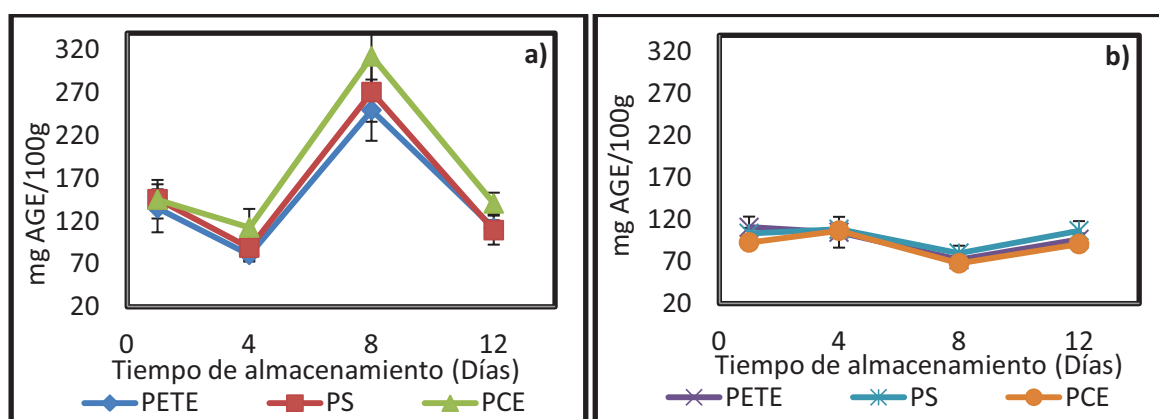 a)
mg AGE/100g
320
270
220
170
120
70
20
0 4 8 12
Tiempo de almacenamiento (Días)
PETE PS PCE
b)
mg AGE/100g
320
270
220
170
120
70
20
0 4 8 12
Tiempo de almacenamiento (Días)
PETE PS PCE